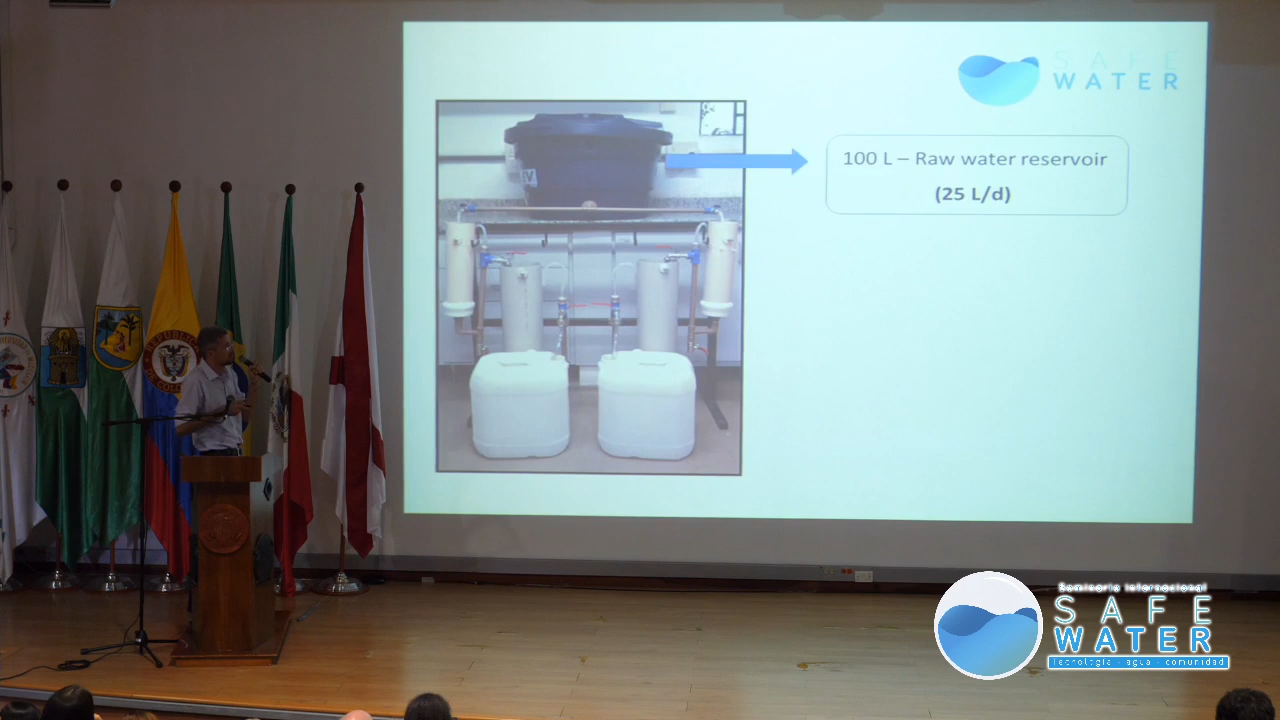 SAFE
WATER
100 L – Raw water reservoir
(25 L/d)
Seminario Internacional
SAFE
WATER
tecnología - agua - comunidad